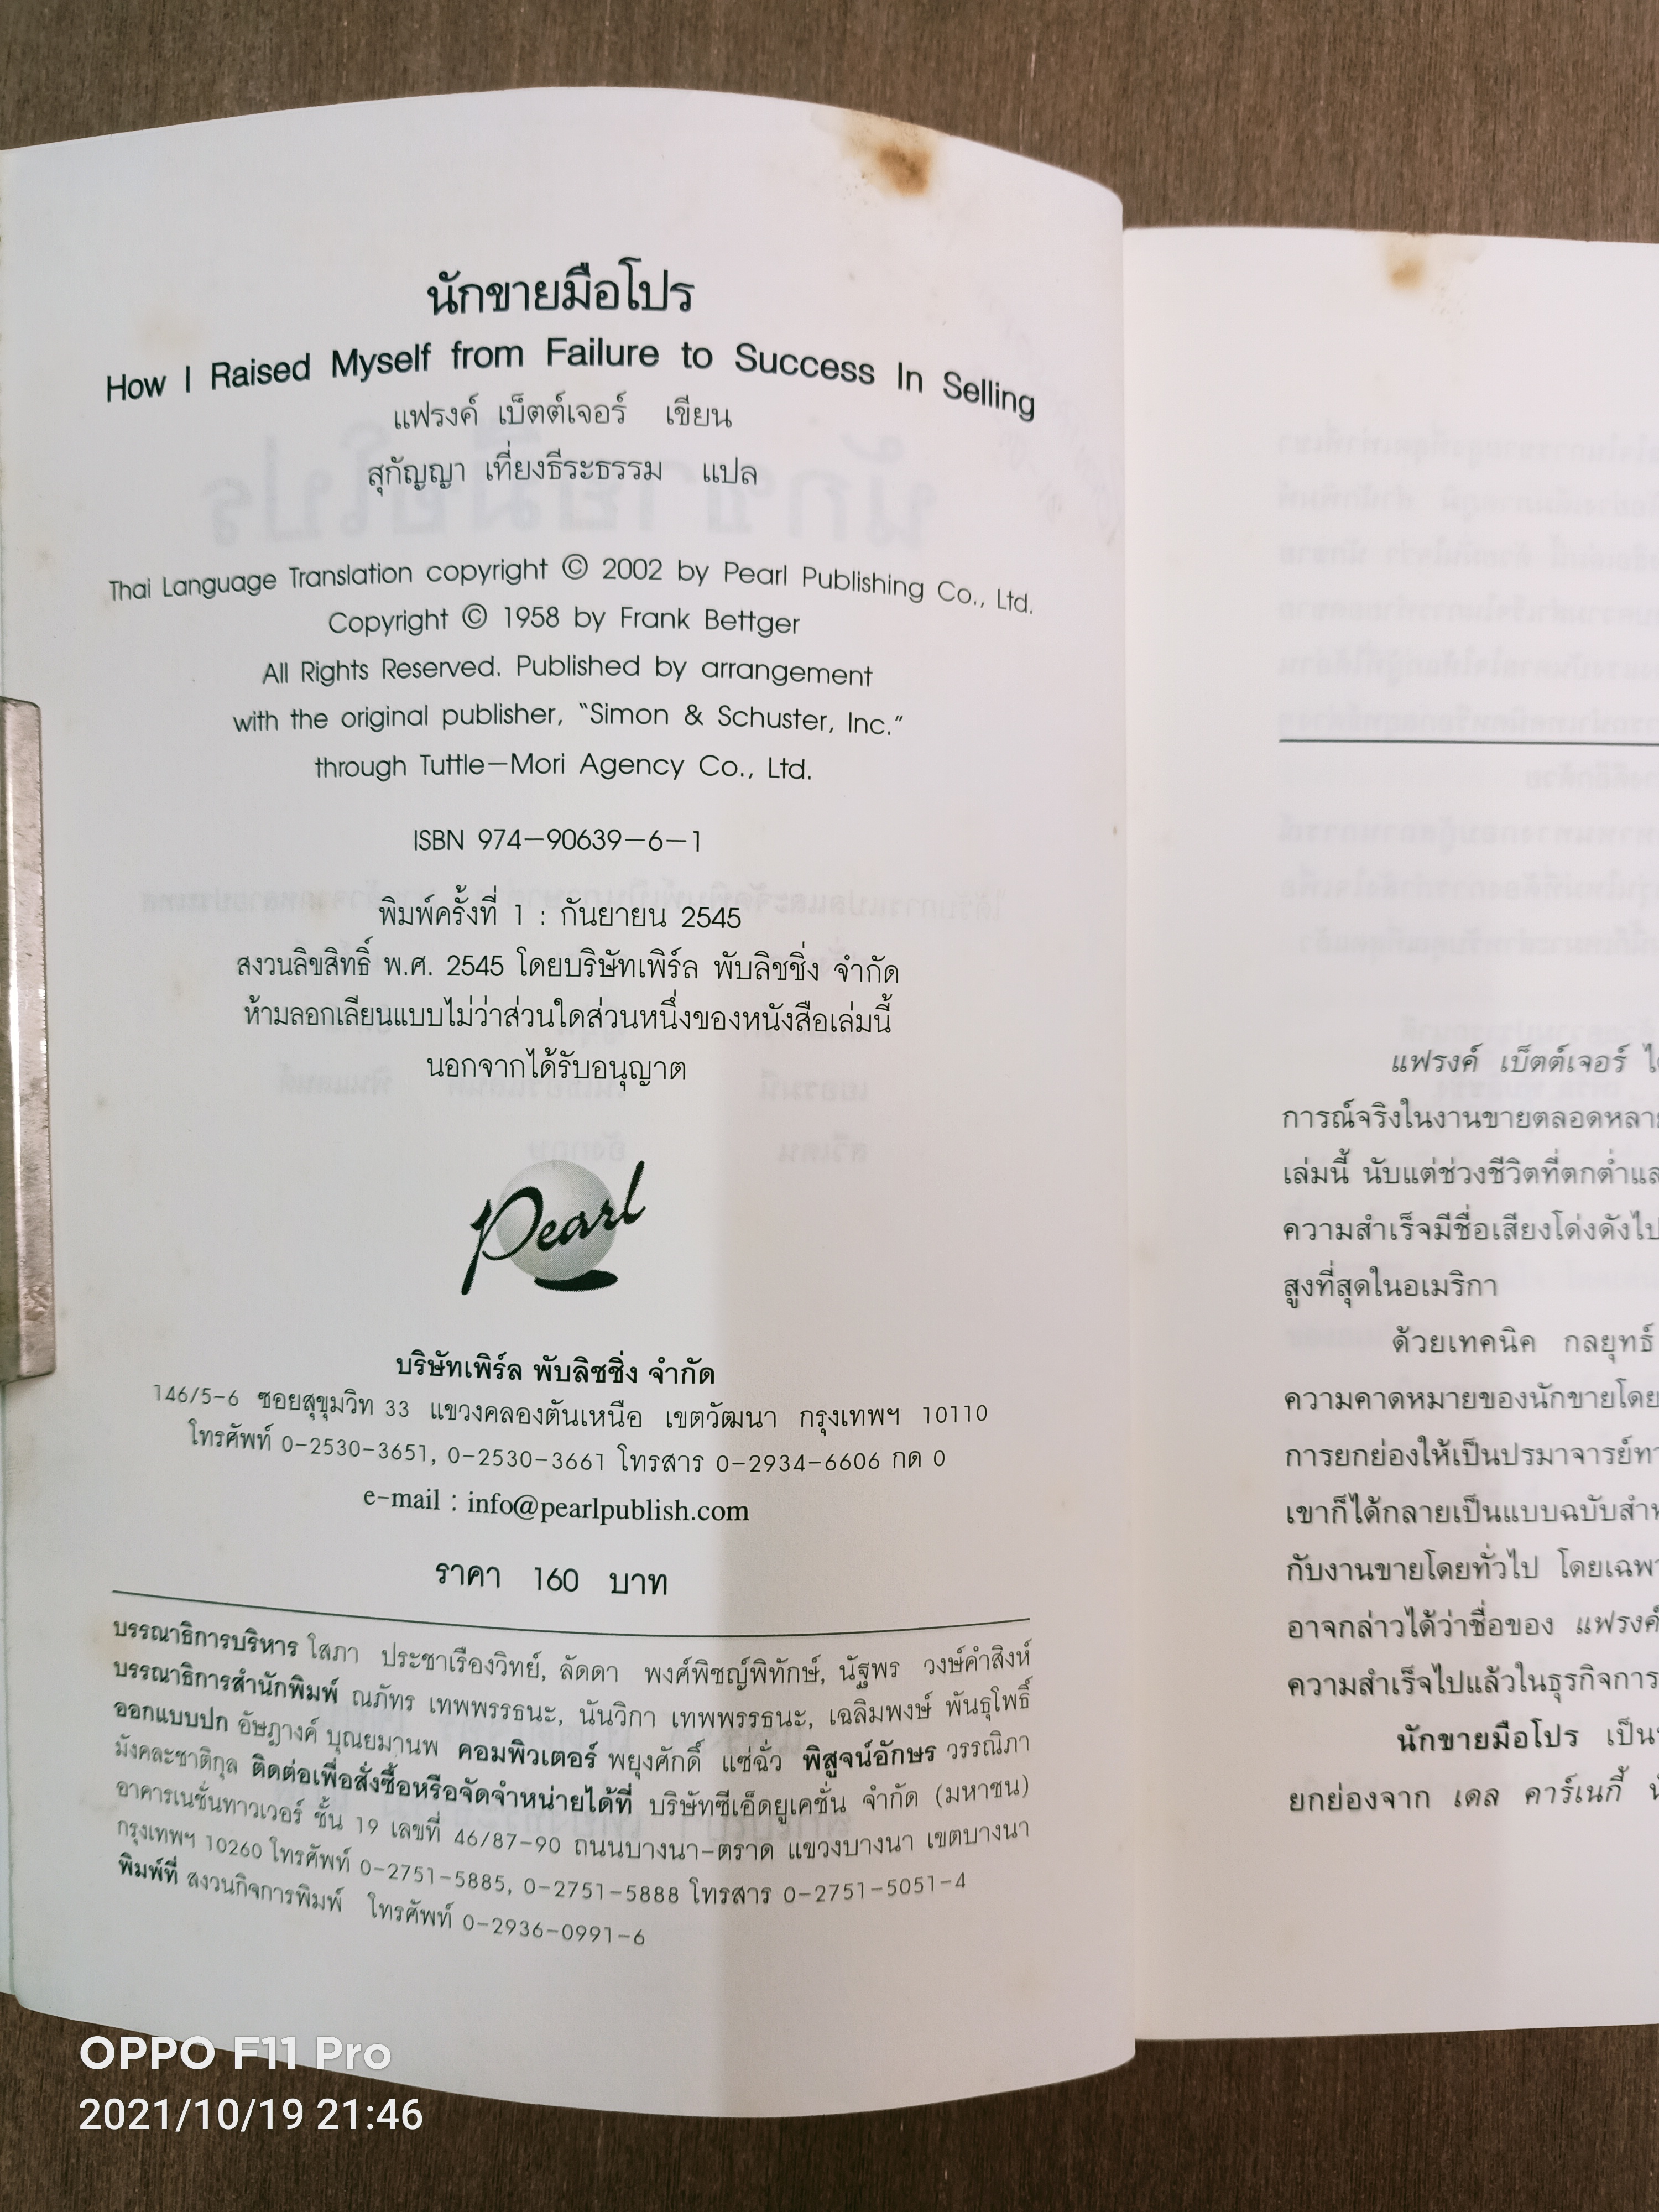 นักขายมือโปร
How I Raised Myself from Failure to Success In Selling
แฟรงค์ เบ็ตต์เจอร์ เขียน
สุกัญญา เที่ยงธีระธรรม แปล
Thai Language Translation copyright © 2002 by Pearl Publishing Co., Ltd.
Copyright © 1958 by Frank Bettger
All Rights Reserved. Published by arrangement
with the original publisher, “Simon & Schuster, Inc.”
through Tuttle–Mori Agency Co., Ltd.
ISBN 974–90639–6–1
พิมพ์ครั้งที่ 1 : กันยายน 2545
สงวนลิขสิทธิ์ พ.ศ. 2545 โดยบริษัทเพิร์ล พับลิชชิ่ง จำกัด
ห้ามลอกเลียนแบบไม่ว่าส่วนใดส่วนหนึ่งของหนังสือเล่มนี้
นอกจากได้รับอนุญาต
Pearl
บริษัทเพิร์ล พับลิชชิ่ง จำกัด
146/5-6 ซอยสุขุมวิท 33 แขวงคลองตันเหนือ เขตวัฒนา กรุงเทพฯ 10110
โทรศัพท์ 0-2530-3651, 0-2530-3661 โทรสาร 0-2934-6606 กด 0
e-mail : info@pearlpublish.com
ราคา 160 บาท
บรรณาธิการบริหาร โสภา ประชาเรืองวิทย์, ลัดดา พงศ์พิชญ์พิทักษ์, นัฐพร วงษ์คำสิงห์
บรรณาธิการสำนักพิมพ์ ณภัทร เทพพรรธนะ, นันวิกา เทพพรรธนะ, เฉลิมพงษ์ พันธุโพธิ์
ออกแบบปก อัษฎางค์ บุณยมานพ คอมพิวเตอร์ พยุงศักดิ์ แซ่ฉั่ว พิสูจน์อักษร วรรณิภา
มังคละชาติกุล ติดต่อเพื่อสั่งซื้อหรือจัดจำหน่ายได้ที่ บริษัทซีเอ็ดยูเคชั่น จำกัด (มหาชน)
อาคารเนชั่นทาวเวอร์ ชั้น 19 เลขที่ 46/87-90 ถนนบางนา-ตราด แขวงบางนา เขตบางนา
กรุงเทพฯ 10260 โทรศัพท์ 0-2751-5885, 0-2751-5888 โทรสาร 0-2751-5051-4
พิมพ์ที่ สงวนกิจการพิมพ์ โทรศัพท์ 0-2936-0991-6
แฟรงค์ เบ็ตต์เจอร์
การณ์จริงในงานขายตลอดหลาย
เล่มนี้ นับแต่ช่วงชีวิตที่ตกต่ำ
ความสำเร็จมีชื่อเสียงโด่งดังไป
สูงที่สุดในอเมริกา
ด้วยเทคนิค กลยุทธ์
ความคาดหมายของนักขายโดย
การยกย่องให้เป็นปรมาจารย์
เขาก็ได้กลายเป็นแบบฉบับ
กับงานขายโดยทั่วไป
อาจกล่าวได้ว่าชื่อของ แฟรงค์
ความสำเร็จไปแล้วในธุรกิจการ
นักขายมือโปร เป็น
ยกย่องจาก เดล คาร์เนกี้
OPPO F11 Pro
2021/10/19 21:46